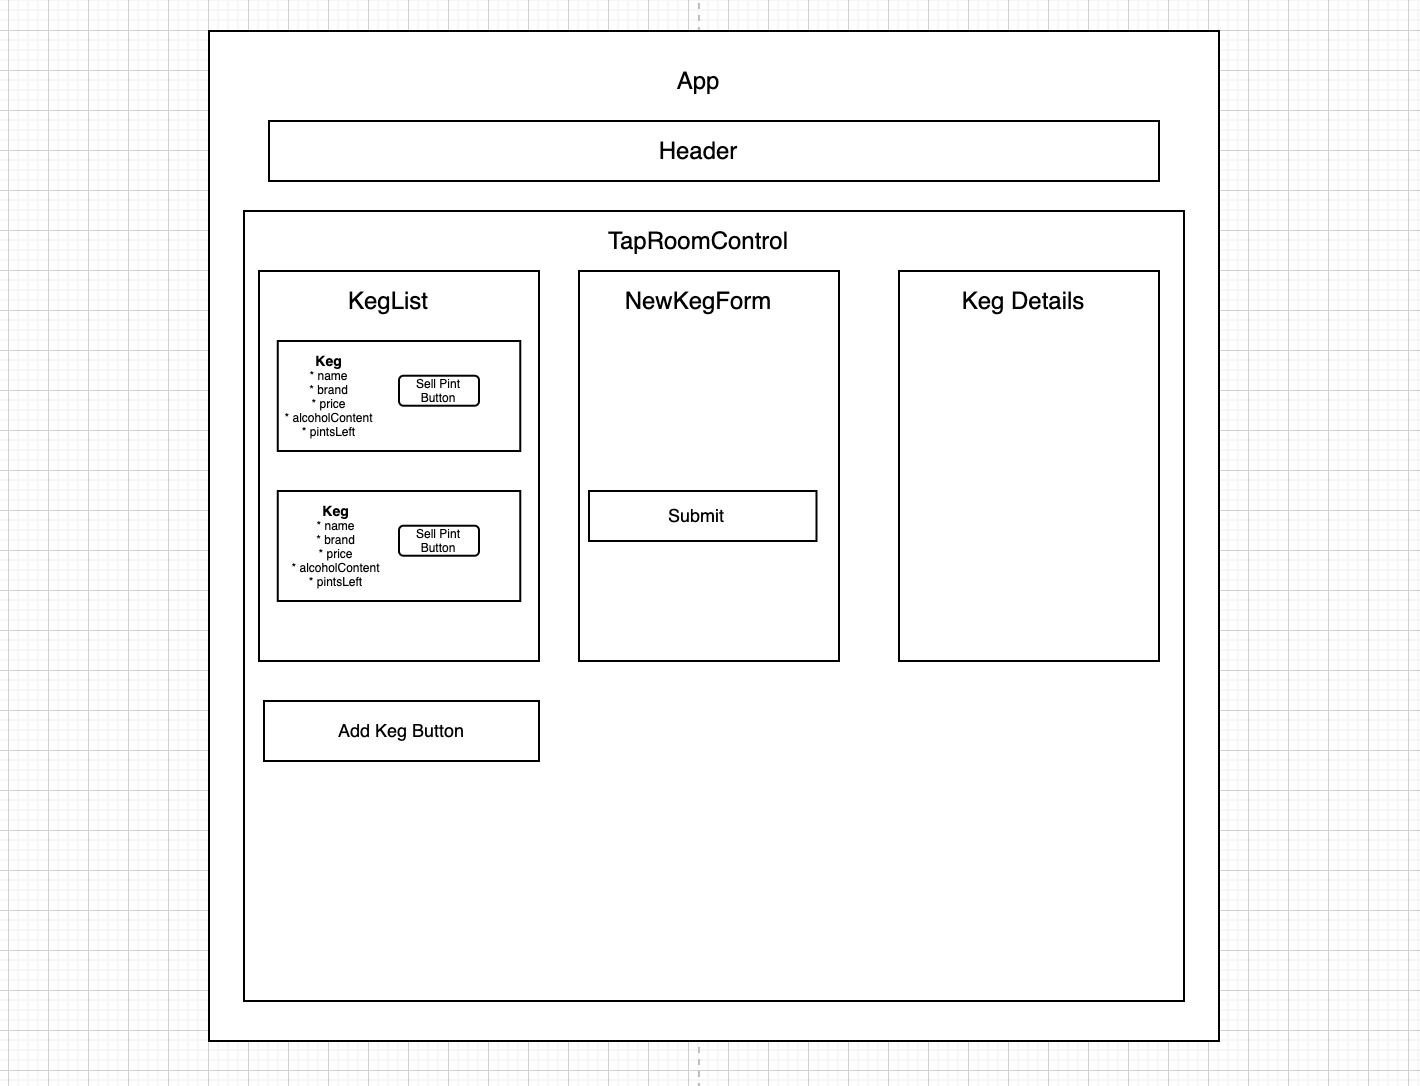 App
Header
TapRoomControl
KegList
Keg
* name
* brand
* price
* alcoholContent
* pintsLeft
Sell Pint
Button
Keg
* name
* brand
* price
* alcoholContent
* pintsLeft
Sell Pint
Button
Add Keg Button
NewKegForm
Submit
Keg Details